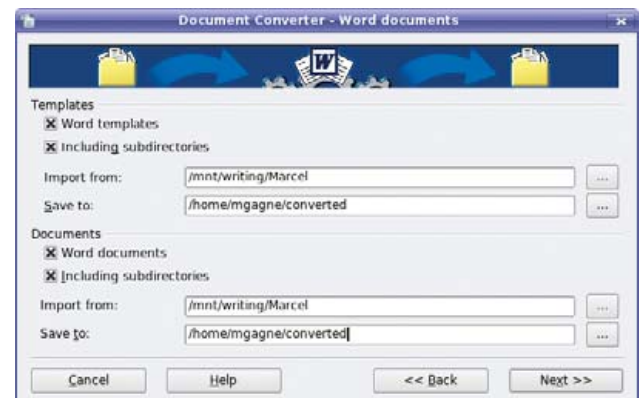 Document Converter - Word documents
W
Templates
Word templates
Including subdirectories
Import from: /mnt/writing/Marcel ...
Save to: /home/mgagne/converted ...
Documents
Word documents
Including subdirectories
Import from: /mnt/writing/Marcel ...
Save to: /home/mgagne/converted ...
Cancel Help << Back Next >>